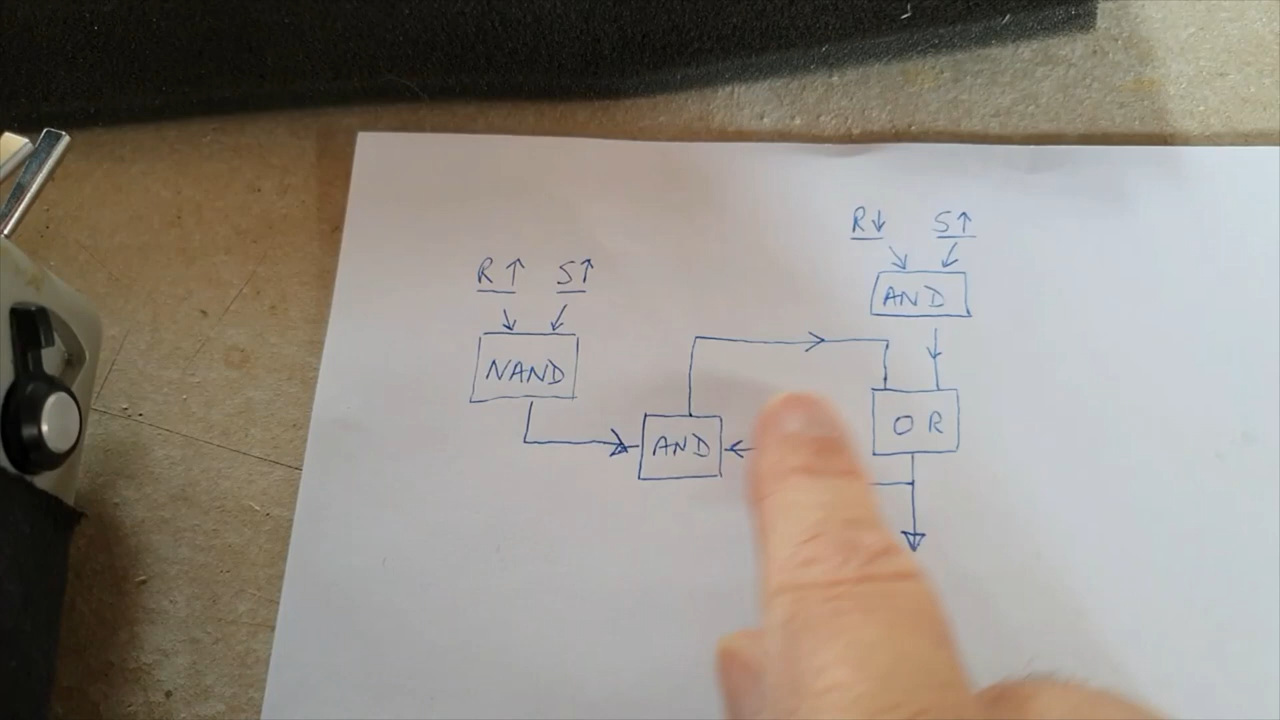 R↓ S↑
AND
R↑ S↑
NAND
AND
OR